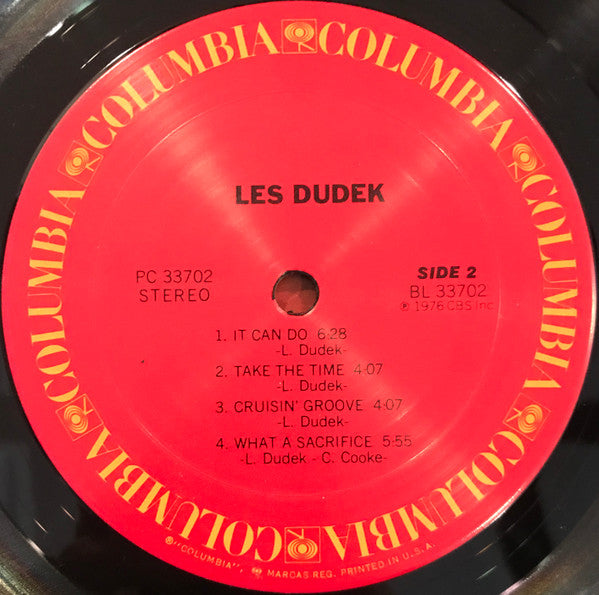 COLUMBIA COLUMBIA COLUMBIA COLUMBIA COLUMBIA COLUMBIA
LES DUDEK
PC 33702
STEREO
SIDE 2
BL 33702
℗ 1976 CBS Inc
1. IT CAN DO 6:28
-L. Dudek-
2. TAKE THE TIME 4:07
-L. Dudek-
3. CRUISIN' GROOVE 4:07
-L. Dudek-
4. WHAT A SACRIFICE 5:55
-L. Dudek - C. Cooke-
®"COLUMBIA", MARCAS REG. PRINTED IN U.S.A.